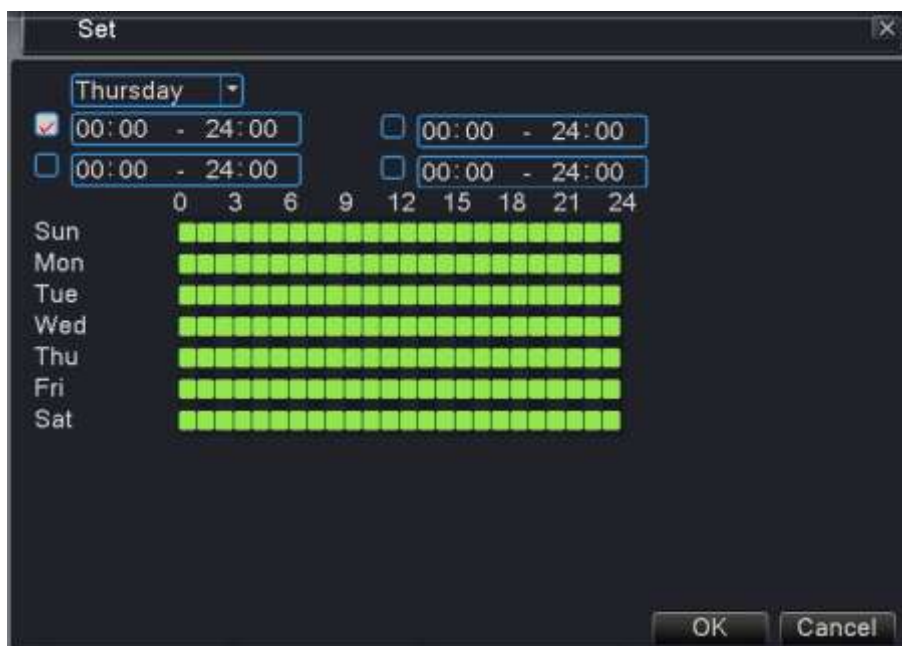 Set
Thursday
00:00 - 24:00 00:00 - 24:00
00:00 - 24:00 00:00 - 24:00
0 3 6 9 12 15 18 21 24
Sun
Mon
Tue
Wed
Thu
Fri
Sat
OK Cancel